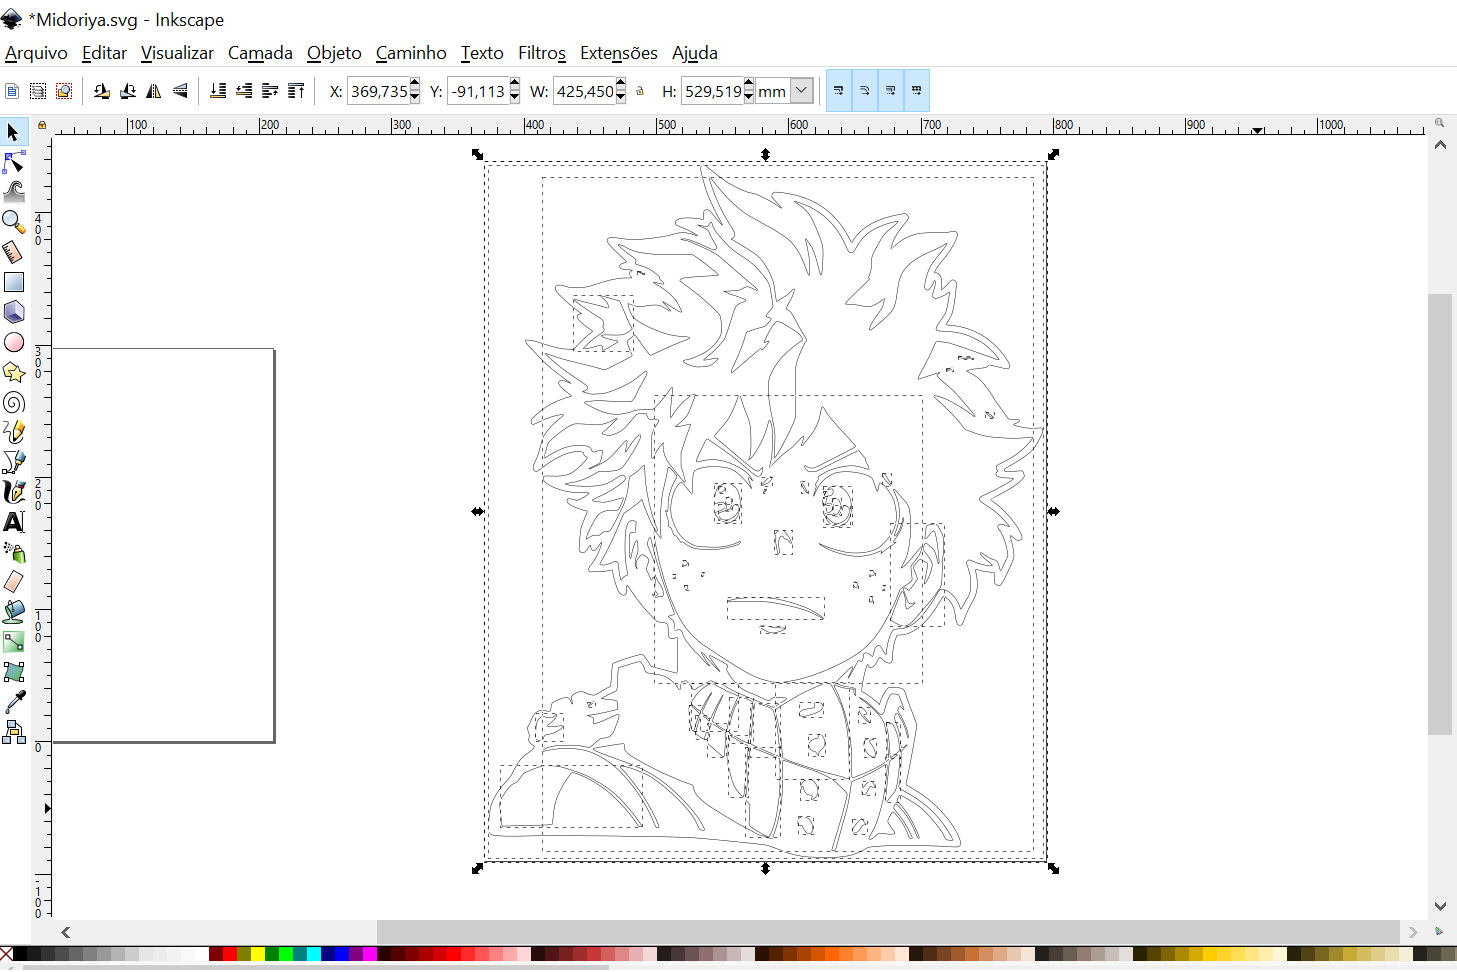 *Midoriya.svg - Inkscape
Arquivo Editar Visualizar Camada Objeto Caminho Texto Filtros Extensões Ajuda
X: 369,735 Y: -91,113 W: 425,450 H: 529,519 mm
100 200 300 400 500 600 700 800 900 1000
400
300
200
100
0
-100